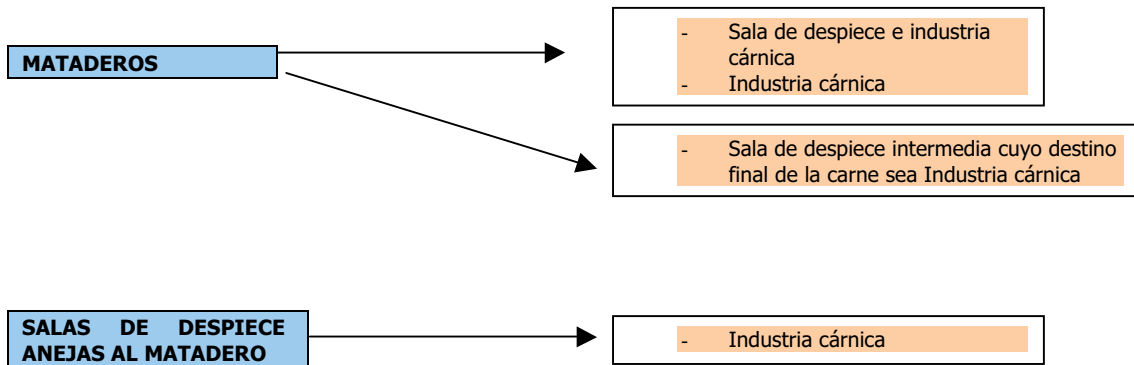 MATADEROS
- Sala de despiece e industria
cárnica
- Industria cárnica
- Sala de despiece intermedia cuyo destino
final de la carne sea Industria cárnica
SALAS DE DESPIECE
ANEJAS AL MATADERO
- Industria cárnica